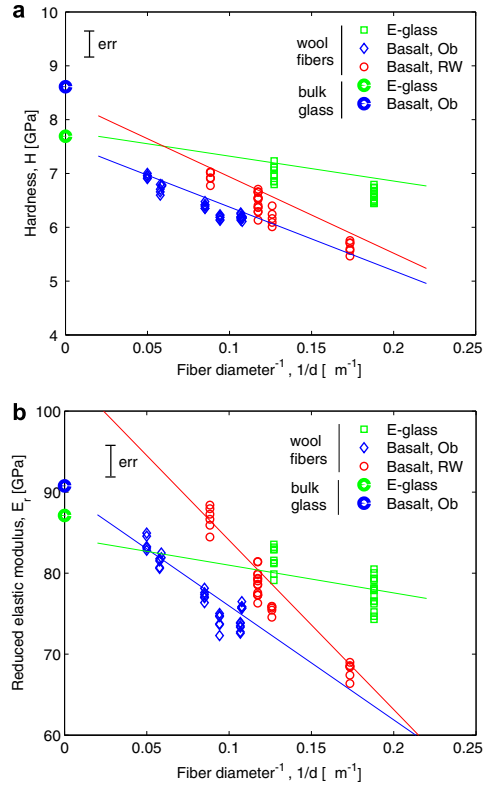 a
10
9
8
7
6
5
4
Hardness, H [GPa]
err
wool
fibers
E-glass
Basalt, Ob
Basalt, RW
bulk
glass
E-glass
Basalt, Ob
0 0.05 0.1 0.15 0.2 0.25
Fiber diameter⁻¹ , 1/d [ m⁻¹]
b
100
90
80
70
60
Reduced elastic modulus, Eᵣ [GPa]
err
wool
fibers
E-glass
Basalt, Ob
Basalt, RW
bulk
glass
E-glass
Basalt, Ob
0 0.05 0.1 0.15 0.2 0.25
Fiber diameter⁻¹ , 1/d [ m⁻¹]